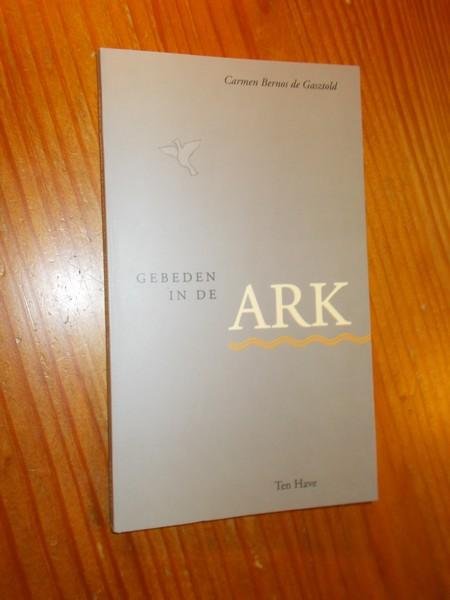 Carmen Bernos de Gasztold
GEBEDEN
IN DE
ARK
Ten Have